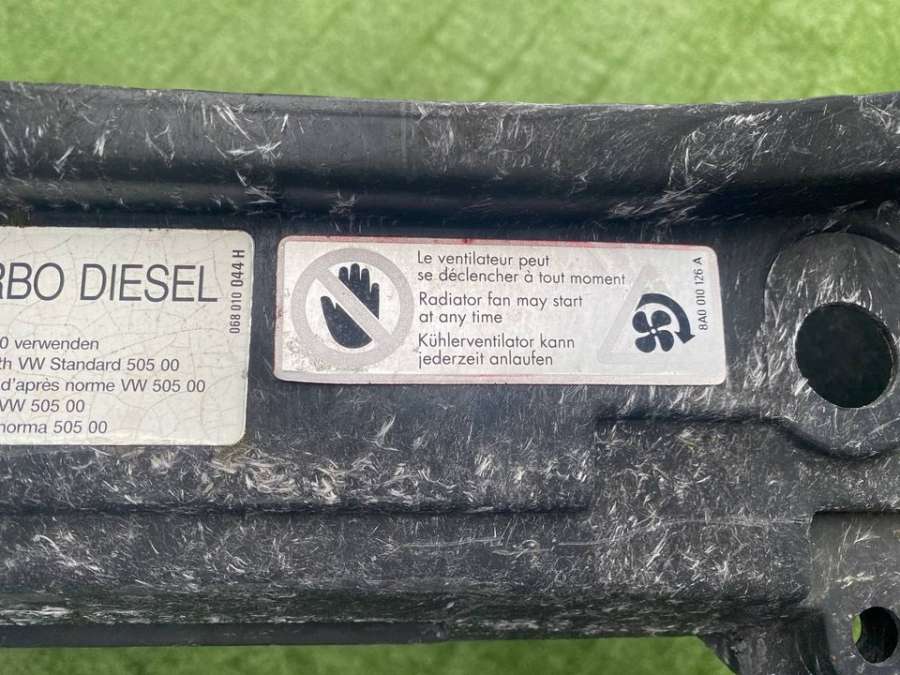 RBO DIESEL
068 010 044 H
0 verwenden
th VW Standard 505 00
d'après norme VW 505 00
VW 505 00
norma 505 00
Le ventilateur peut
se déclencher à tout moment
Radiator fan may start
at any time
Kühlerventilator kann
jederzeit anlaufen
8A0 010 126 A